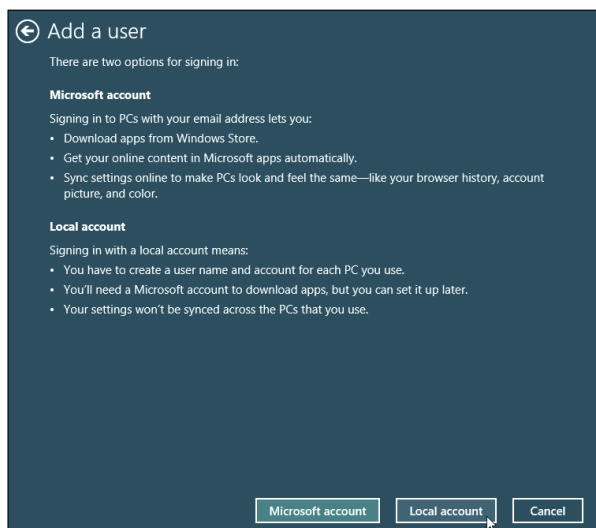 Add a user
There are two options for signing in:
Microsoft account
Signing in to PCs with your email address lets you:
• Download apps from Windows Store.
• Get your online content in Microsoft apps automatically.
• Sync settings online to make PCs look and feel the same—like your browser history, account
picture, and color.
Local account
Signing in with a local account means:
• You have to create a user name and account for each PC you use.
• You'll need a Microsoft account to download apps, but you can set it up later.
• Your settings won't be synced across the PCs that you use.
Microsoft account Local account Cancel